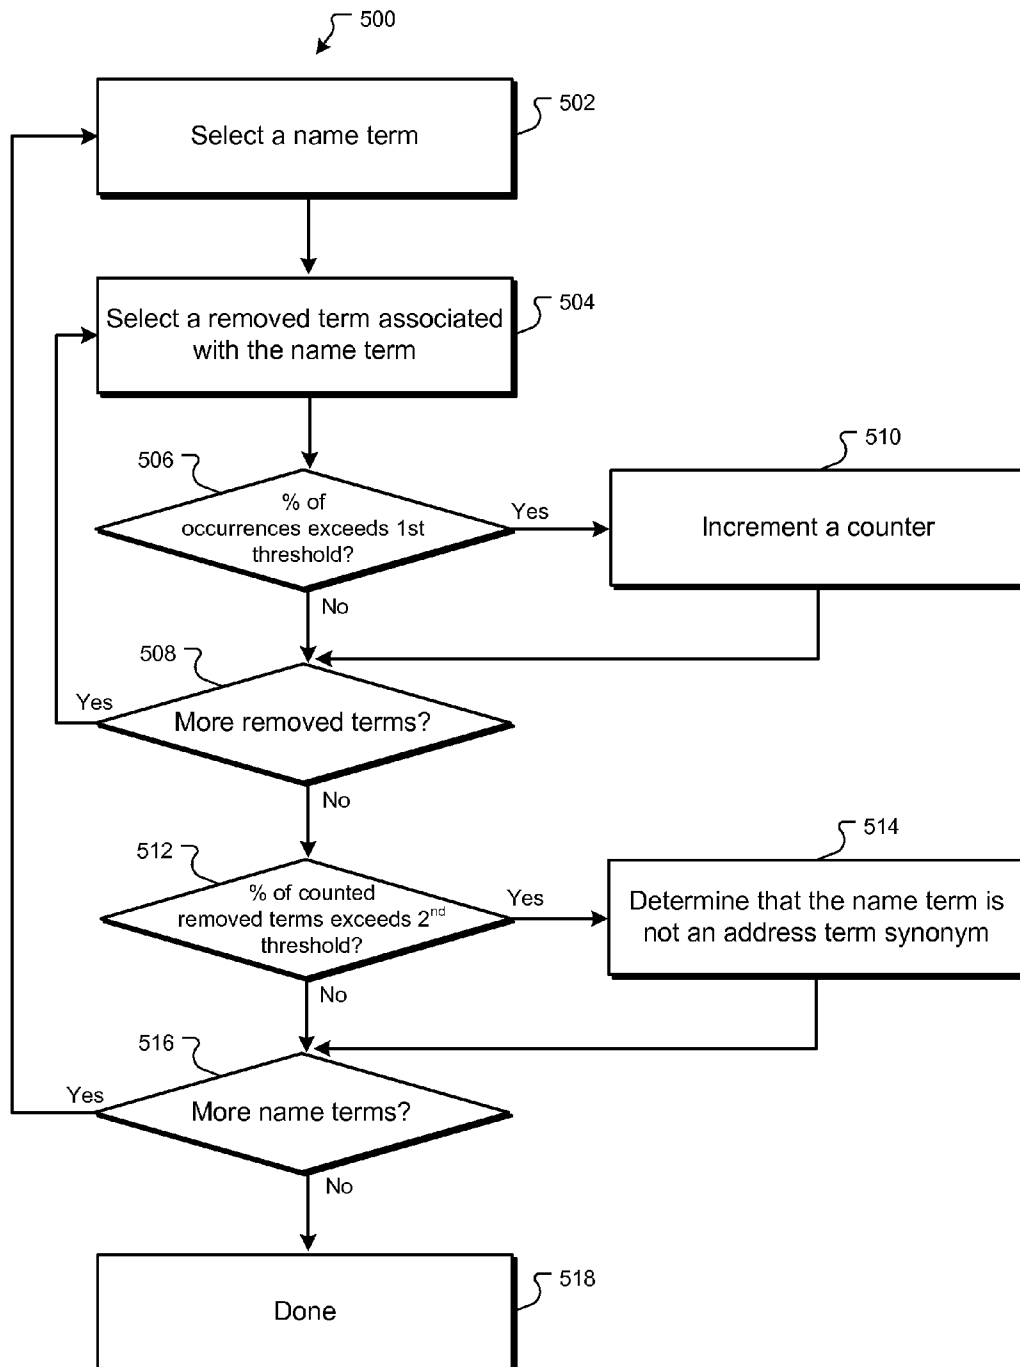 500
Select a name term
502
Select a removed term associated
with the name term
504
506
% of
occurrences exceeds 1st
threshold?
Yes
510
Increment a counter
No
508
Yes
More removed terms?
No
512
% of counted
removed terms exceeds 2nd
threshold?
Yes
514
Determine that the name term is
not an address term synonym
No
516
Yes
More name terms?
No
Done
518